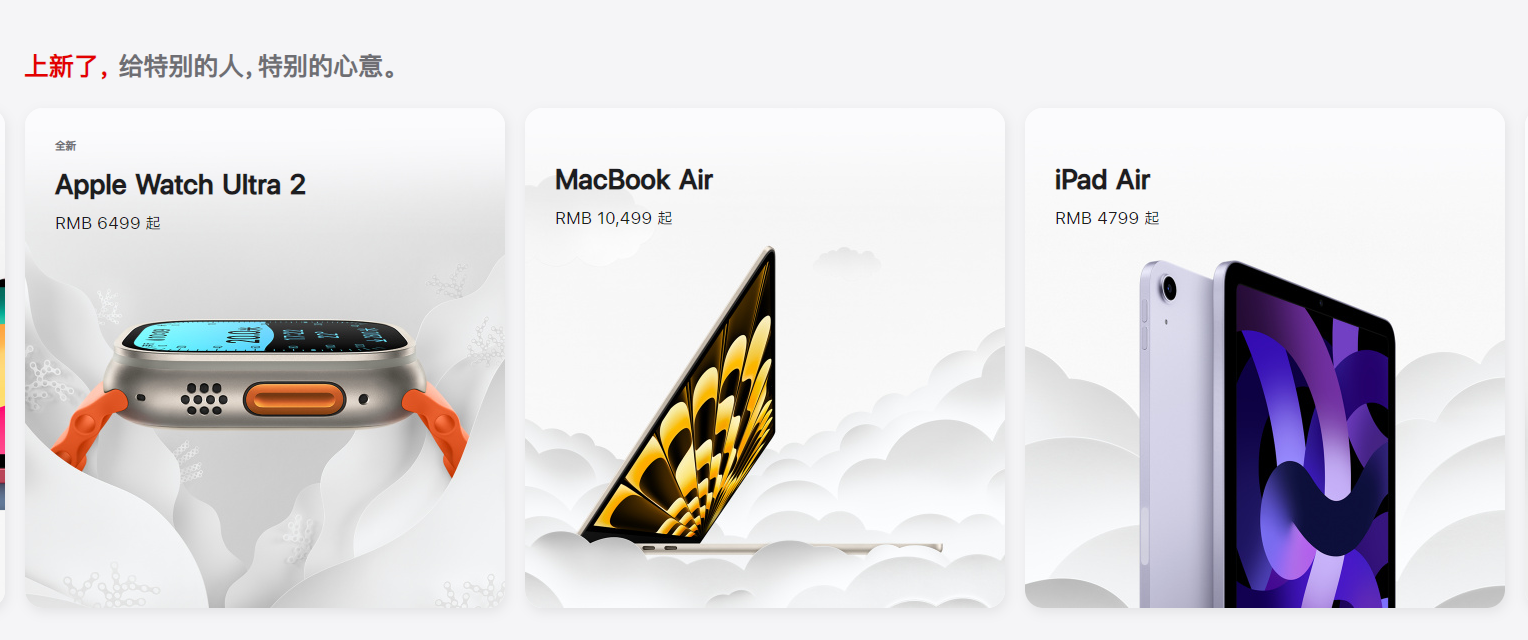 上新了，给特别的人，特别的心意。
全新
Apple Watch Ultra 2
RMB 6499 起
MacBook Air
RMB 10,499 起
iPad Air
RMB 4799 起